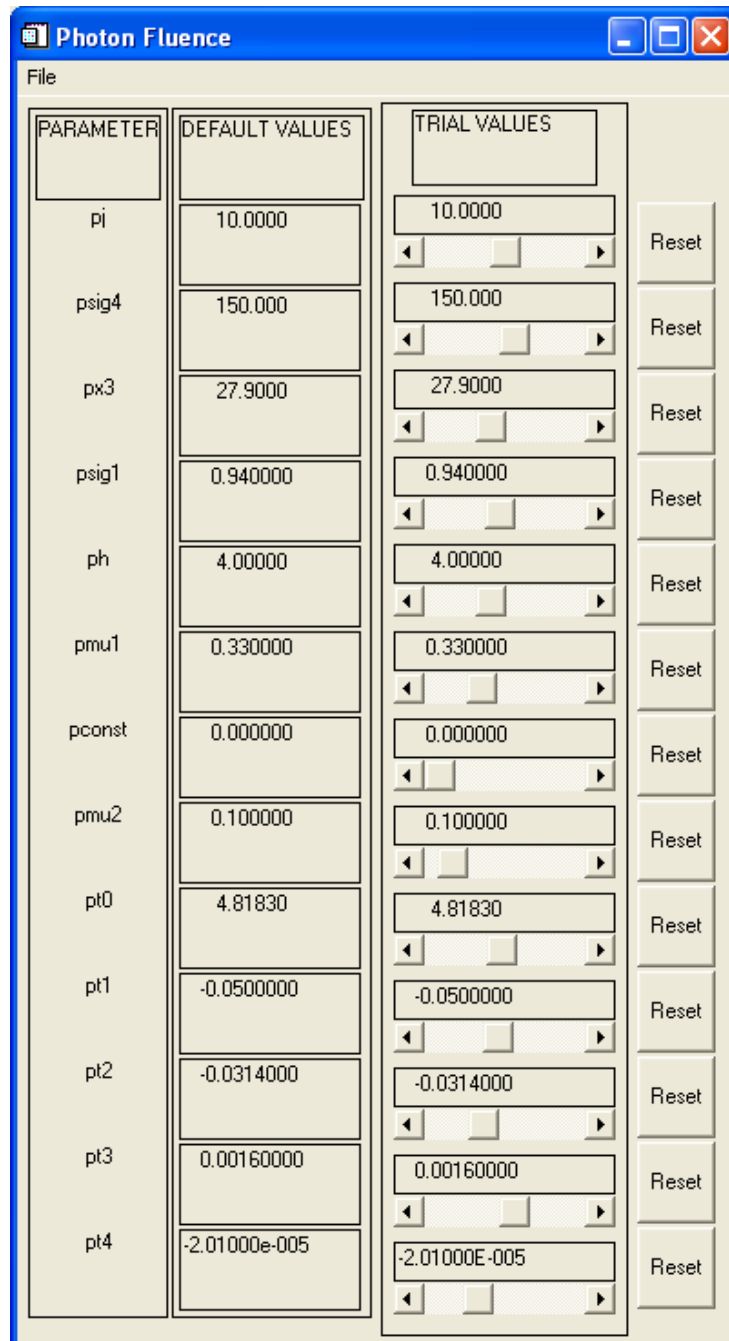 Photon Fluence
File
PARAMETER DEFAULT VALUES TRIAL VALUES
pi 10.0000 10.0000 Reset
psig4 150.000 150.000 Reset
px3 27.9000 27.9000 Reset
psig1 0.940000 0.940000 Reset
ph 4.00000 4.00000 Reset
pmu1 0.330000 0.330000 Reset
pconst 0.000000 0.000000 Reset
pmu2 0.100000 0.100000 Reset
pt0 4.81830 4.81830 Reset
pt1 -0.0500000 -0.0500000 Reset
pt2 -0.0314000 -0.0314000 Reset
pt3 0.00160000 0.00160000 Reset
pt4 -2.01000e-005 -2.01000E-005 Reset